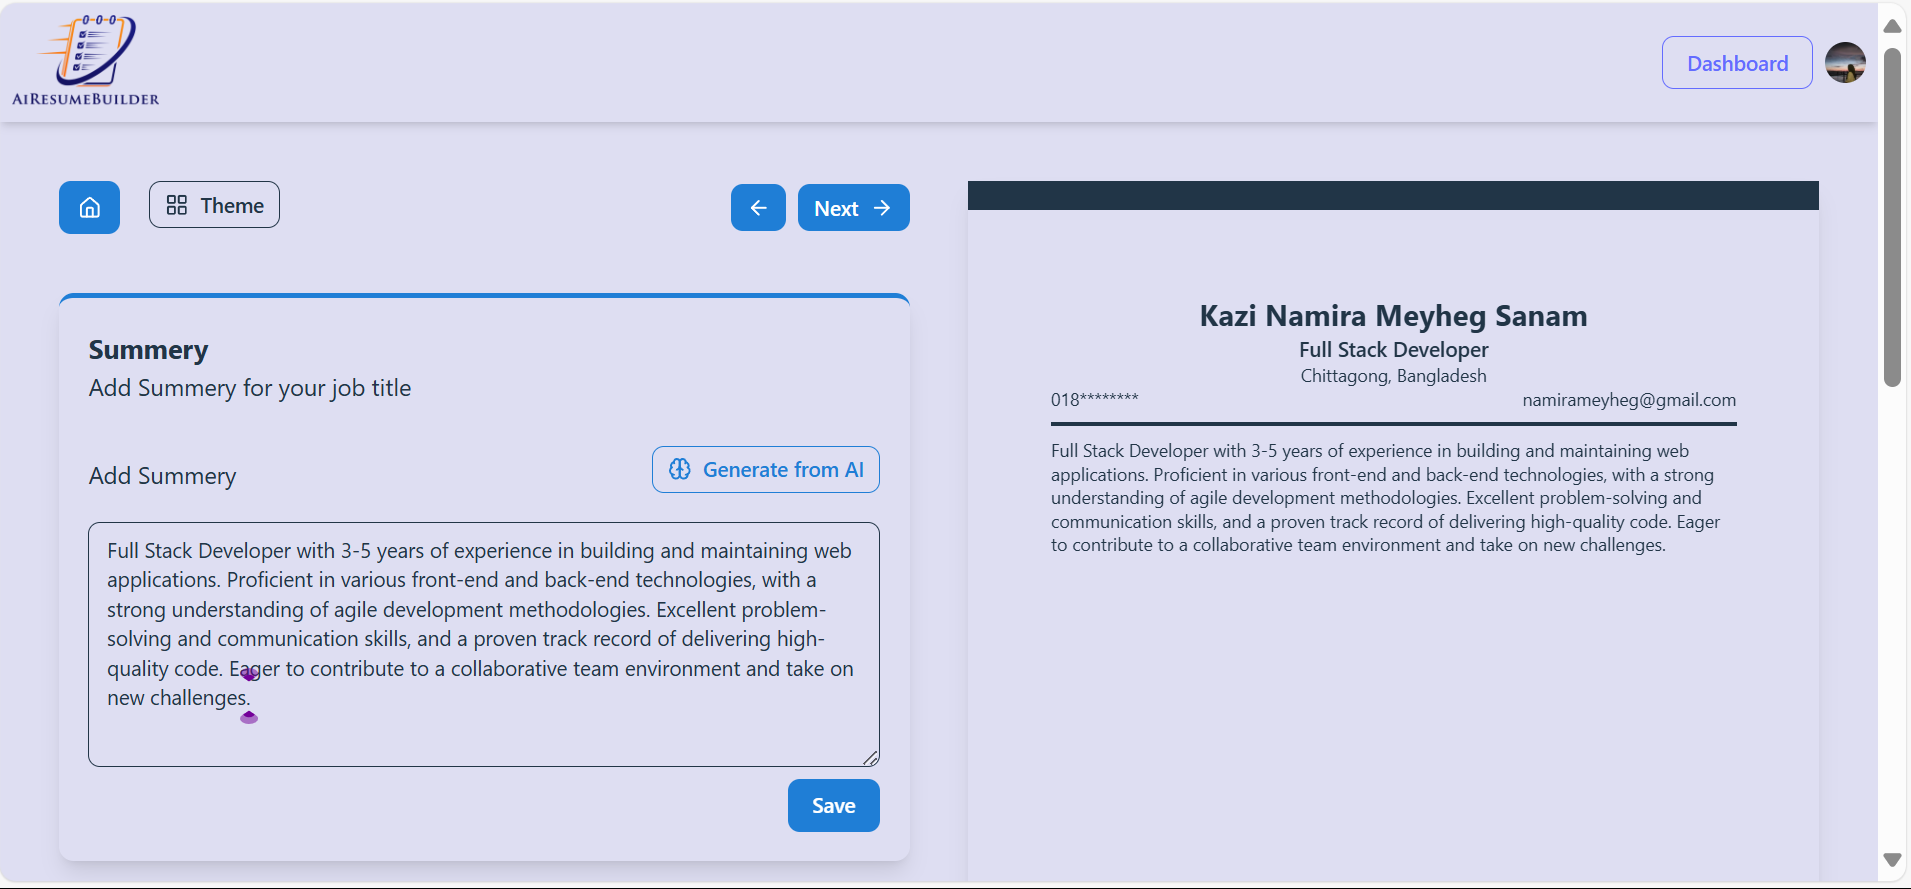 AiResumeBuilder
Dashboard
Theme
Next
Summery
Add Summery for your job title
Add Summery
Generate from AI
Full Stack Developer with 3-5 years of experience in building and maintaining web
applications. Proficient in various front-end and back-end technologies, with a
strong understanding of agile development methodologies. Excellent problem-
solving and communication skills, and a proven track record of delivering high-
quality code. Eager to contribute to a collaborative team environment and take on
new challenges.
Save
Kazi Namira Meyheg Sanam
Full Stack Developer
Chittagong, Bangladesh
018********
namirameyheg@gmail.com
Full Stack Developer with 3-5 years of experience in building and maintaining web
applications. Proficient in various front-end and back-end technologies, with a strong
understanding of agile development methodologies. Excellent problem-solving and
communication skills, and a proven track record of delivering high-quality code. Eager
to contribute to a collaborative team environment and take on new challenges.